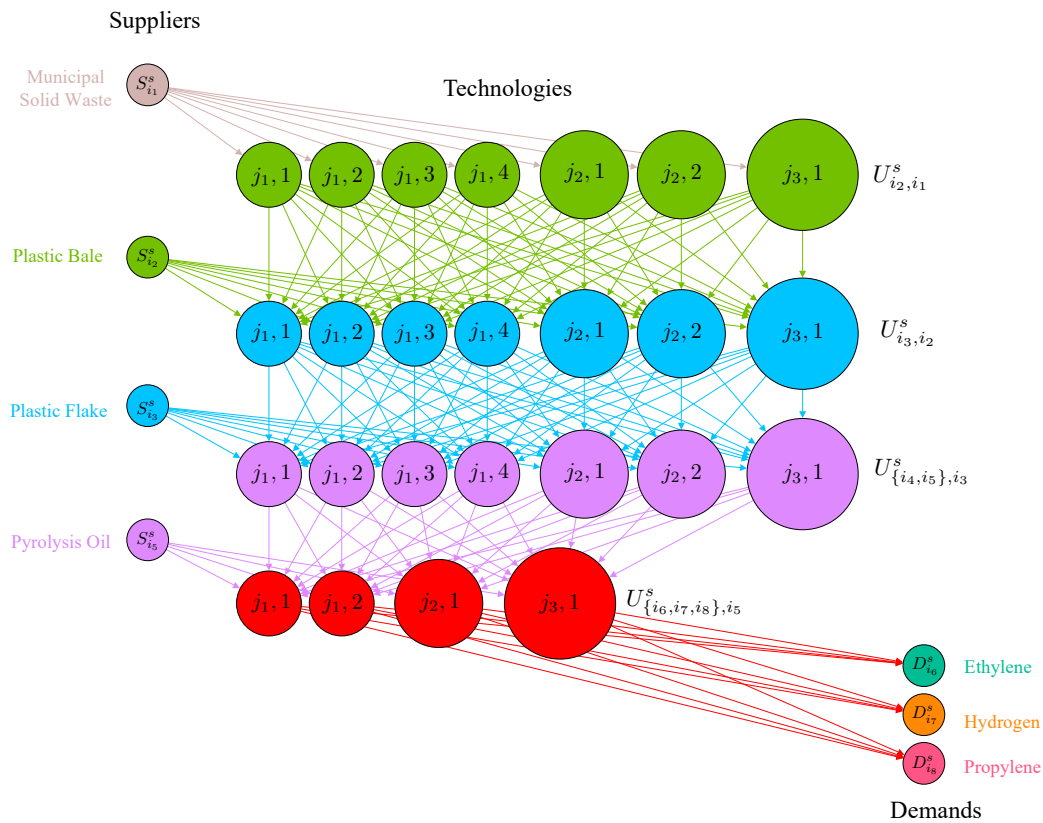 Suppliers
Municipal
Solid Waste
$S^s_{i_1}$
Technologies
$j_1, 1$ $j_1, 2$ $j_1, 3$ $j_1, 4$ $j_2, 1$ $j_2, 2$ $j_3, 1$ $U^s_{i_2,i_1}$
Plastic Bale $S^s_{i_2}$
$j_1, 1$ $j_1, 2$ $j_1, 3$ $j_1, 4$ $j_2, 1$ $j_2, 2$ $j_3, 1$ $U^s_{i_3,i_2}$
Plastic Flake $S^s_{i_3}$
$j_1, 1$ $j_1, 2$ $j_1, 3$ $j_1, 4$ $j_2, 1$ $j_2, 2$ $j_3, 1$ $U^s_{\{i_4,i_5\},i_3}$
Pyrolysis Oil $S^s_{i_5}$
$j_1, 1$ $j_1, 2$ $j_2, 1$ $j_3, 1$ $U^s_{\{i_6,i_7,i_8\},i_5}$
$D^s_{i_6}$ Ethylene
$D^s_{i_7}$ Hydrogen
$D^s_{i_8}$ Propylene
Demands